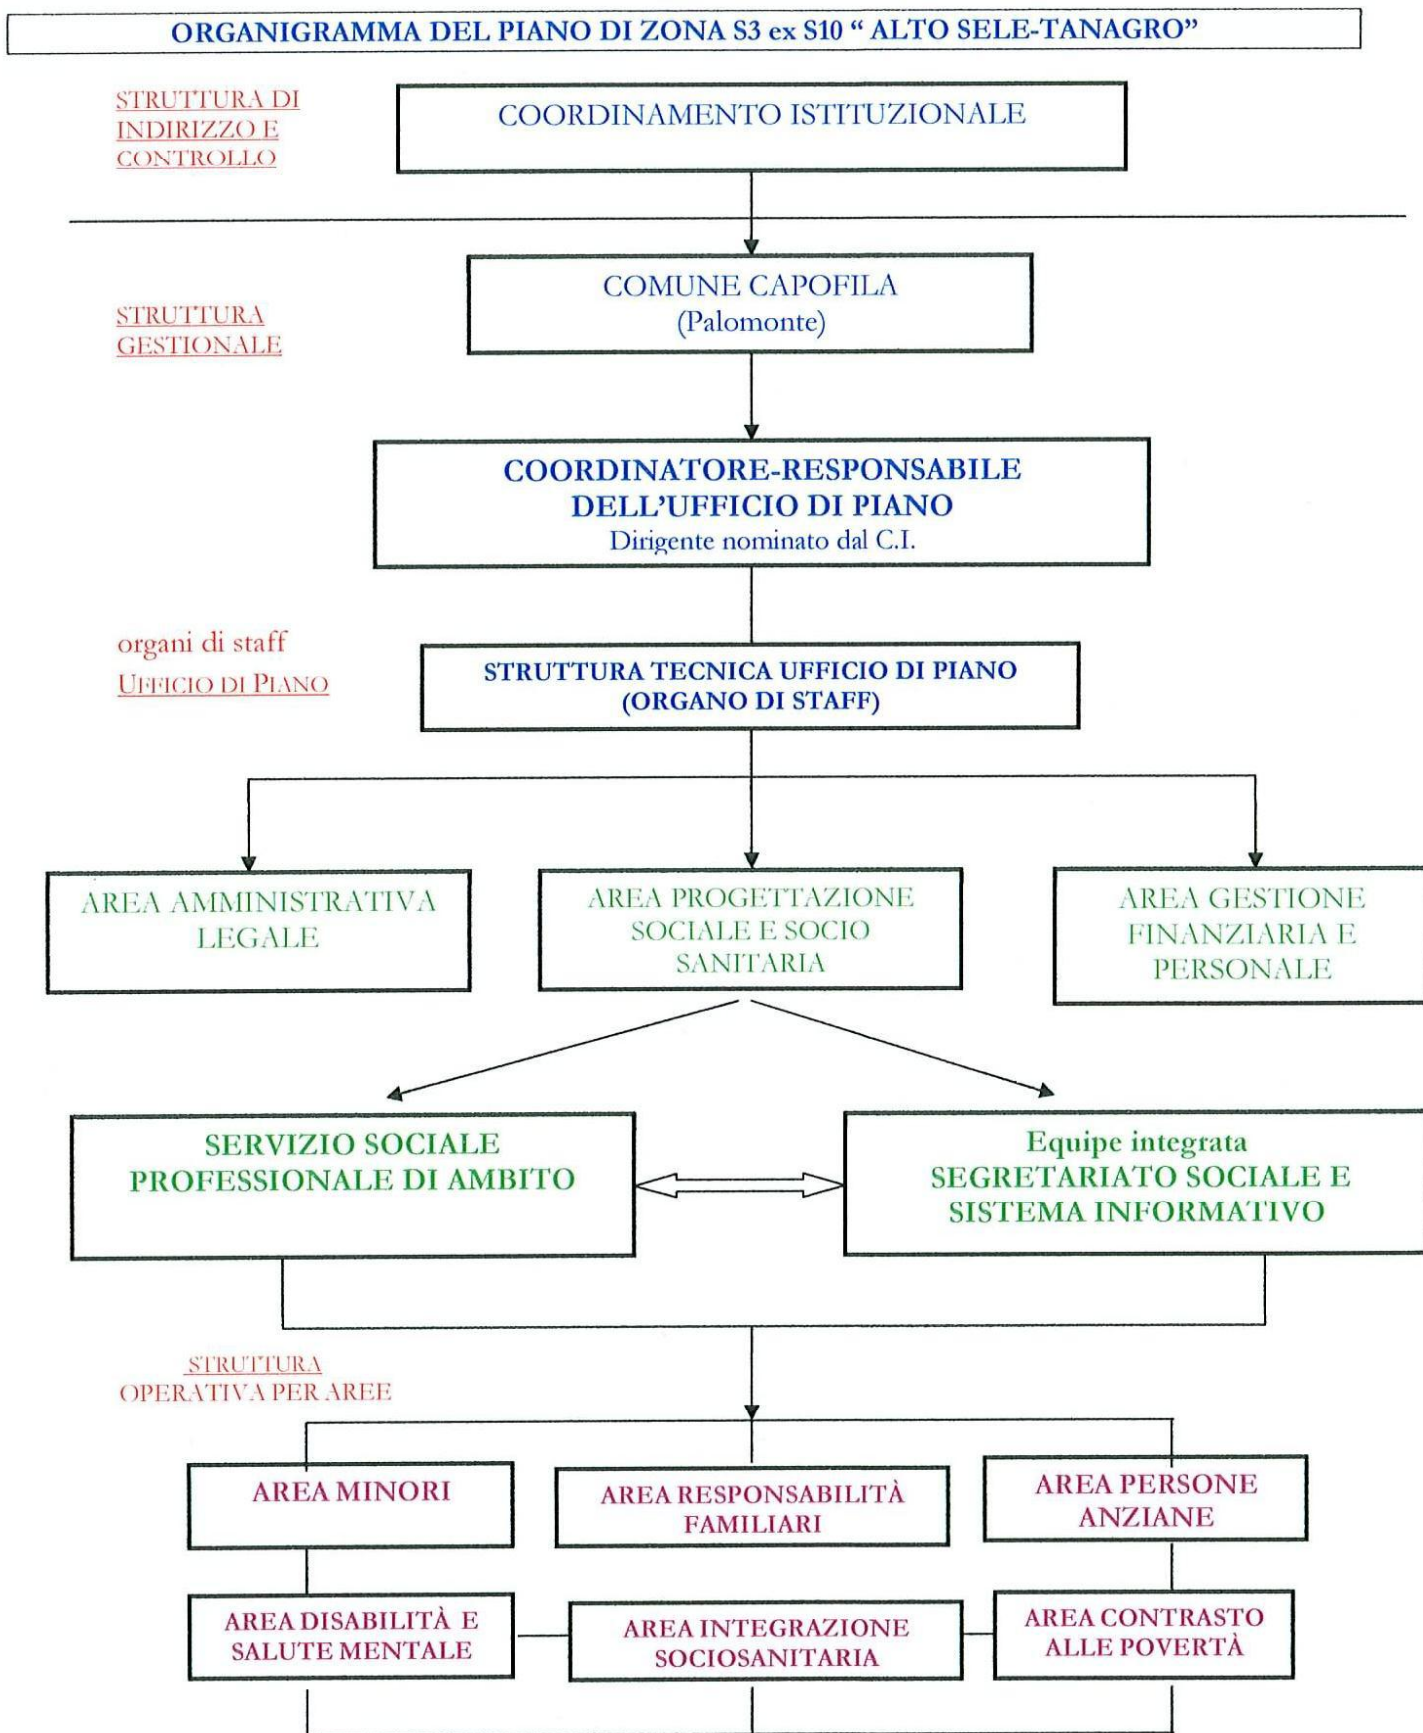 ORGANIGRAMMA DEL PIANO DI ZONA S3 ex S10 “ ALTO SELE-TANAGRO”
STRUTTURA DI
INDIRIZZO E
CONTROLLO
COORDINAMENTO ISTITUZIONALE
COMUNE CAPOFILA
(Palomonte)
STRUTTURA
GESTIONALE
COORDINATORE-RESPONSABILE
DELL’UFFICIO DI PIANO
Dirigente nominato dal C.I.
organi di staff
UFFICIO DI PIANO
STRUTTURA TECNICA UFFICIO DI PIANO
(ORGANO DI STAFF)
AREA AMMINISTRATIVA
LEGALE
AREA PROGETTAZIONE
SOCIALE E SOCIO
SANITARIA
AREA GESTIONE
FINANZIARIA E
PERSONALE
SERVIZIO SOCIALE
PROFESSIONALE DI AMBITO
Equipe integrata
SEGRETARIATO SOCIALE E
SISTEMA INFORMATIVO
STRUTTURA
OPERATIVA PER AREE
AREA MINORI
AREA RESPONSABILITÀ
FAMILIARI
AREA PERSONE
ANZIANE
AREA DISABILITÀ E
SALUTE MENTALE
AREA INTEGRAZIONE
SOCIOSANITARIA
AREA CONTRASTO
ALLE POVERTÀ